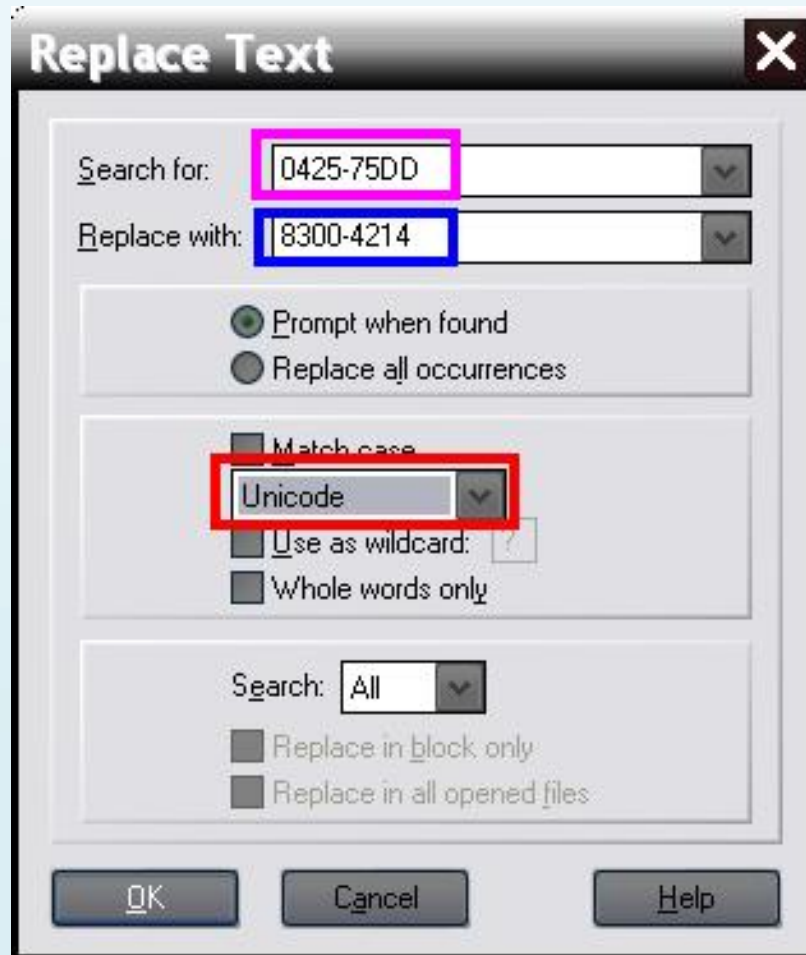 Replace Text
Search for: 0425-75DD
Replace with: 8300-4214
Prompt when found
Replace all occurrences
Match case
Unicode
Use as wildcard: ?
Whole words only
Search: All
Replace in block only
Replace in all opened files
OK Cancel Help